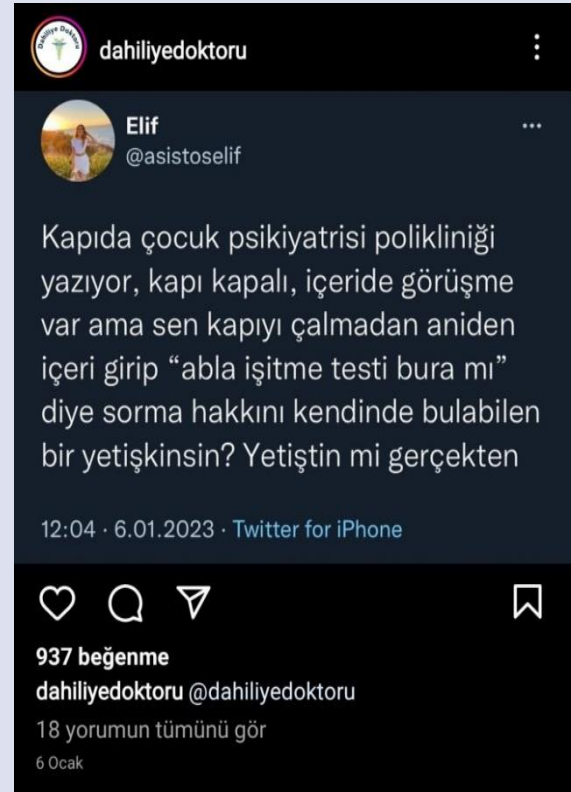 Dahiliye Doktoru
dahiliyedoktoru
Elif
@asistoselif
Kapıda çocuk psikiyatrisi polikliniği
yazıyor, kapı kapalı, içeride görüşme
var ama sen kapıyı çalmadan aniden
içeri girip “abla işitme testi bura mı”
diye sorma hakkını kendinde bulabilen
bir yetişkinsin? Yetiştin mi gerçekten
12:04 · 6.01.2023 · Twitter for iPhone
937 beğenme
dahiliyedoktoru @dahiliyedoktoru
18 yorumun tümünü gör
6 Ocak